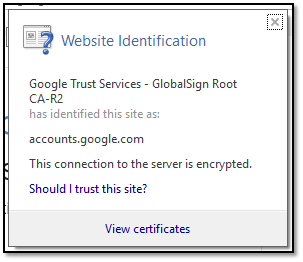 Website Identification
Google Trust Services - GlobalSign Root
CA-R2
has identified this site as:
accounts.google.com
This connection to the server is encrypted.
Should I trust this site?
View certificates